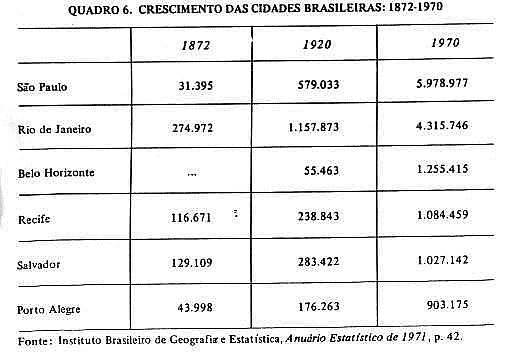 QUADRO 6. CRESCIMENTO DAS CIDADES BRASILEIRAS: 1872-1970
1872 1920 1970
São Paulo 31.395 579.033 5.978.977
Rio de Janeiro 274.972 1.157.873 4.315.746
Belo Horizonte ... 55.463 1.255.415
Recife 116.671 238.843 1.084.459
Salvador 129.109 283.422 1.027.142
Porto Alegre 43.998 176.263 903.175
Fonte: Instituto Brasileiro de Geografia e Estatística, Anuário Estatístico de 1971, p. 42.